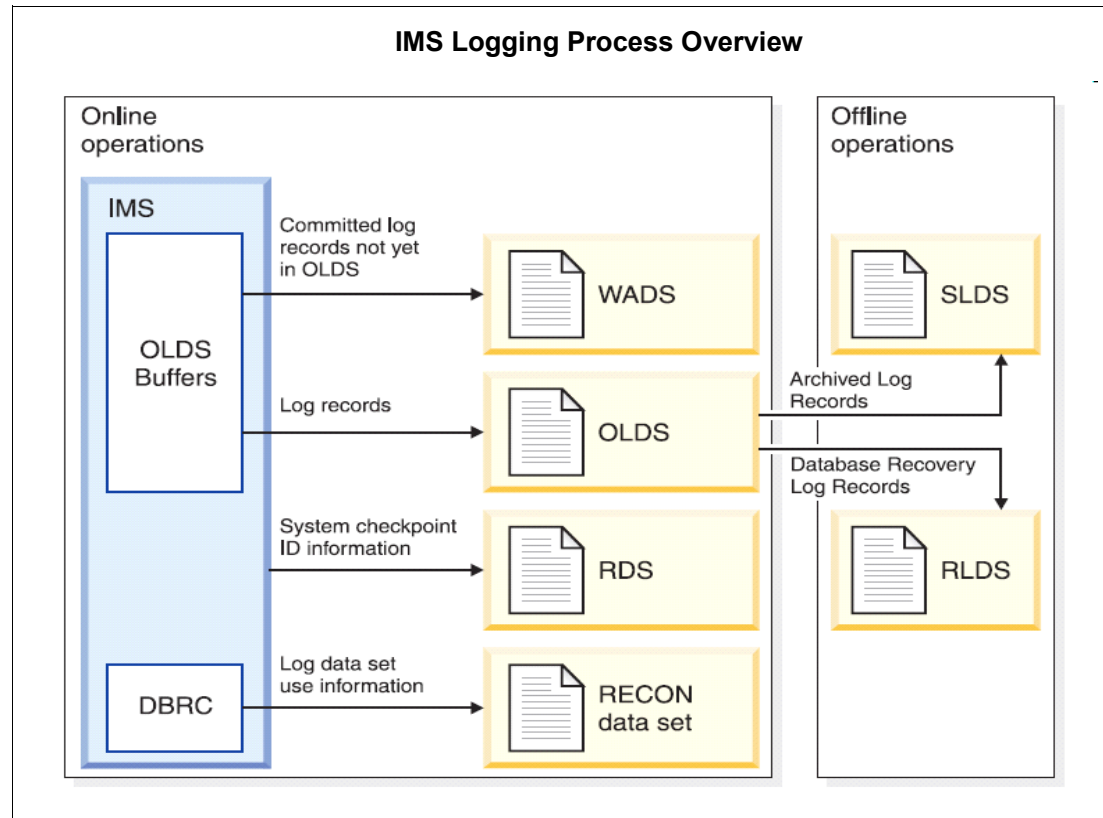 IMS Logging Process Overview
Online
operations
Offline
operations
IMS
Committed log
records not yet
in OLDS
WADS
SLDS
OLDS
Buffers
Log records
OLDS
Archived Log
Records
Database Recovery
Log Records
System checkpoint
ID information
RDS
RLDS
Log data set
use information
DBRC
RECON
data set